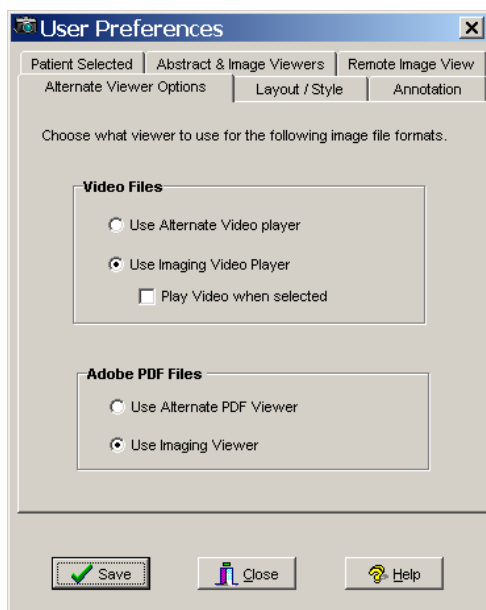 User Preferences
Patient Selected
Abstract & Image Viewers
Remote Image View
Alternate Viewer Options
Layout / Style
Annotation
Choose what viewer to use for the following image file formats.
Video Files
Use Alternate Video player
Use Imaging Video Player
Play Video when selected
Adobe PDF Files
Use Alternate PDF Viewer
Use Imaging Viewer
Save
Close
Help